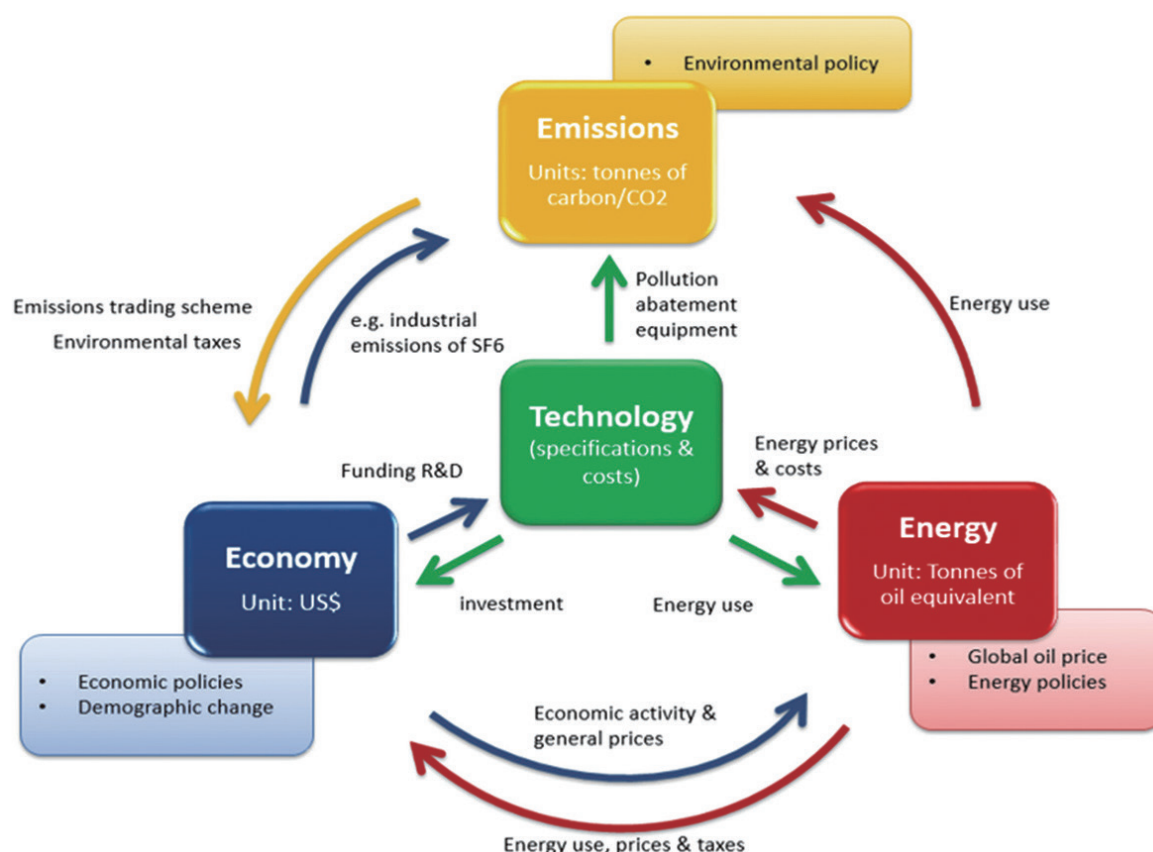 • Environmental policy
Emissions
Units: tonnes of
carbon/CO2
Emissions trading scheme
Environmental taxes
e.g. industrial
emissions of SF6
Pollution
abatement
equipment
Energy use
Technology
(specifications &
costs)
Funding R&D
Energy prices
& costs
Economy
Unit: US$
Energy
Unit: Tonnes of
oil equivalent
investment
Energy use
• Economic policies
• Demographic change
• Global oil price
• Energy policies
Economic activity &
general prices
Energy use, prices & taxes